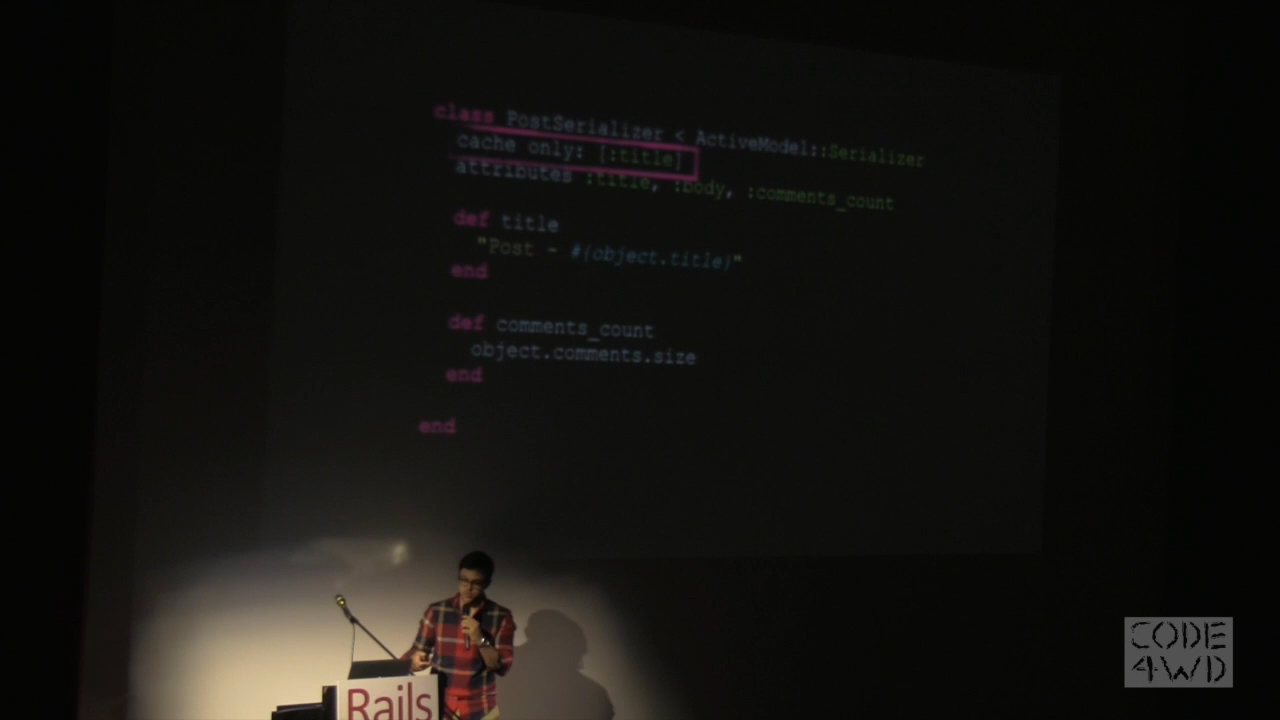 class PostSerializer < ActiveModel::Serializer
cache only: [:title]
attributes :title, :body, :comments_count
def title
"Post - #{object.title}"
end
def comments_count
object.comments.size
end
end
Rails
CODE
4WD